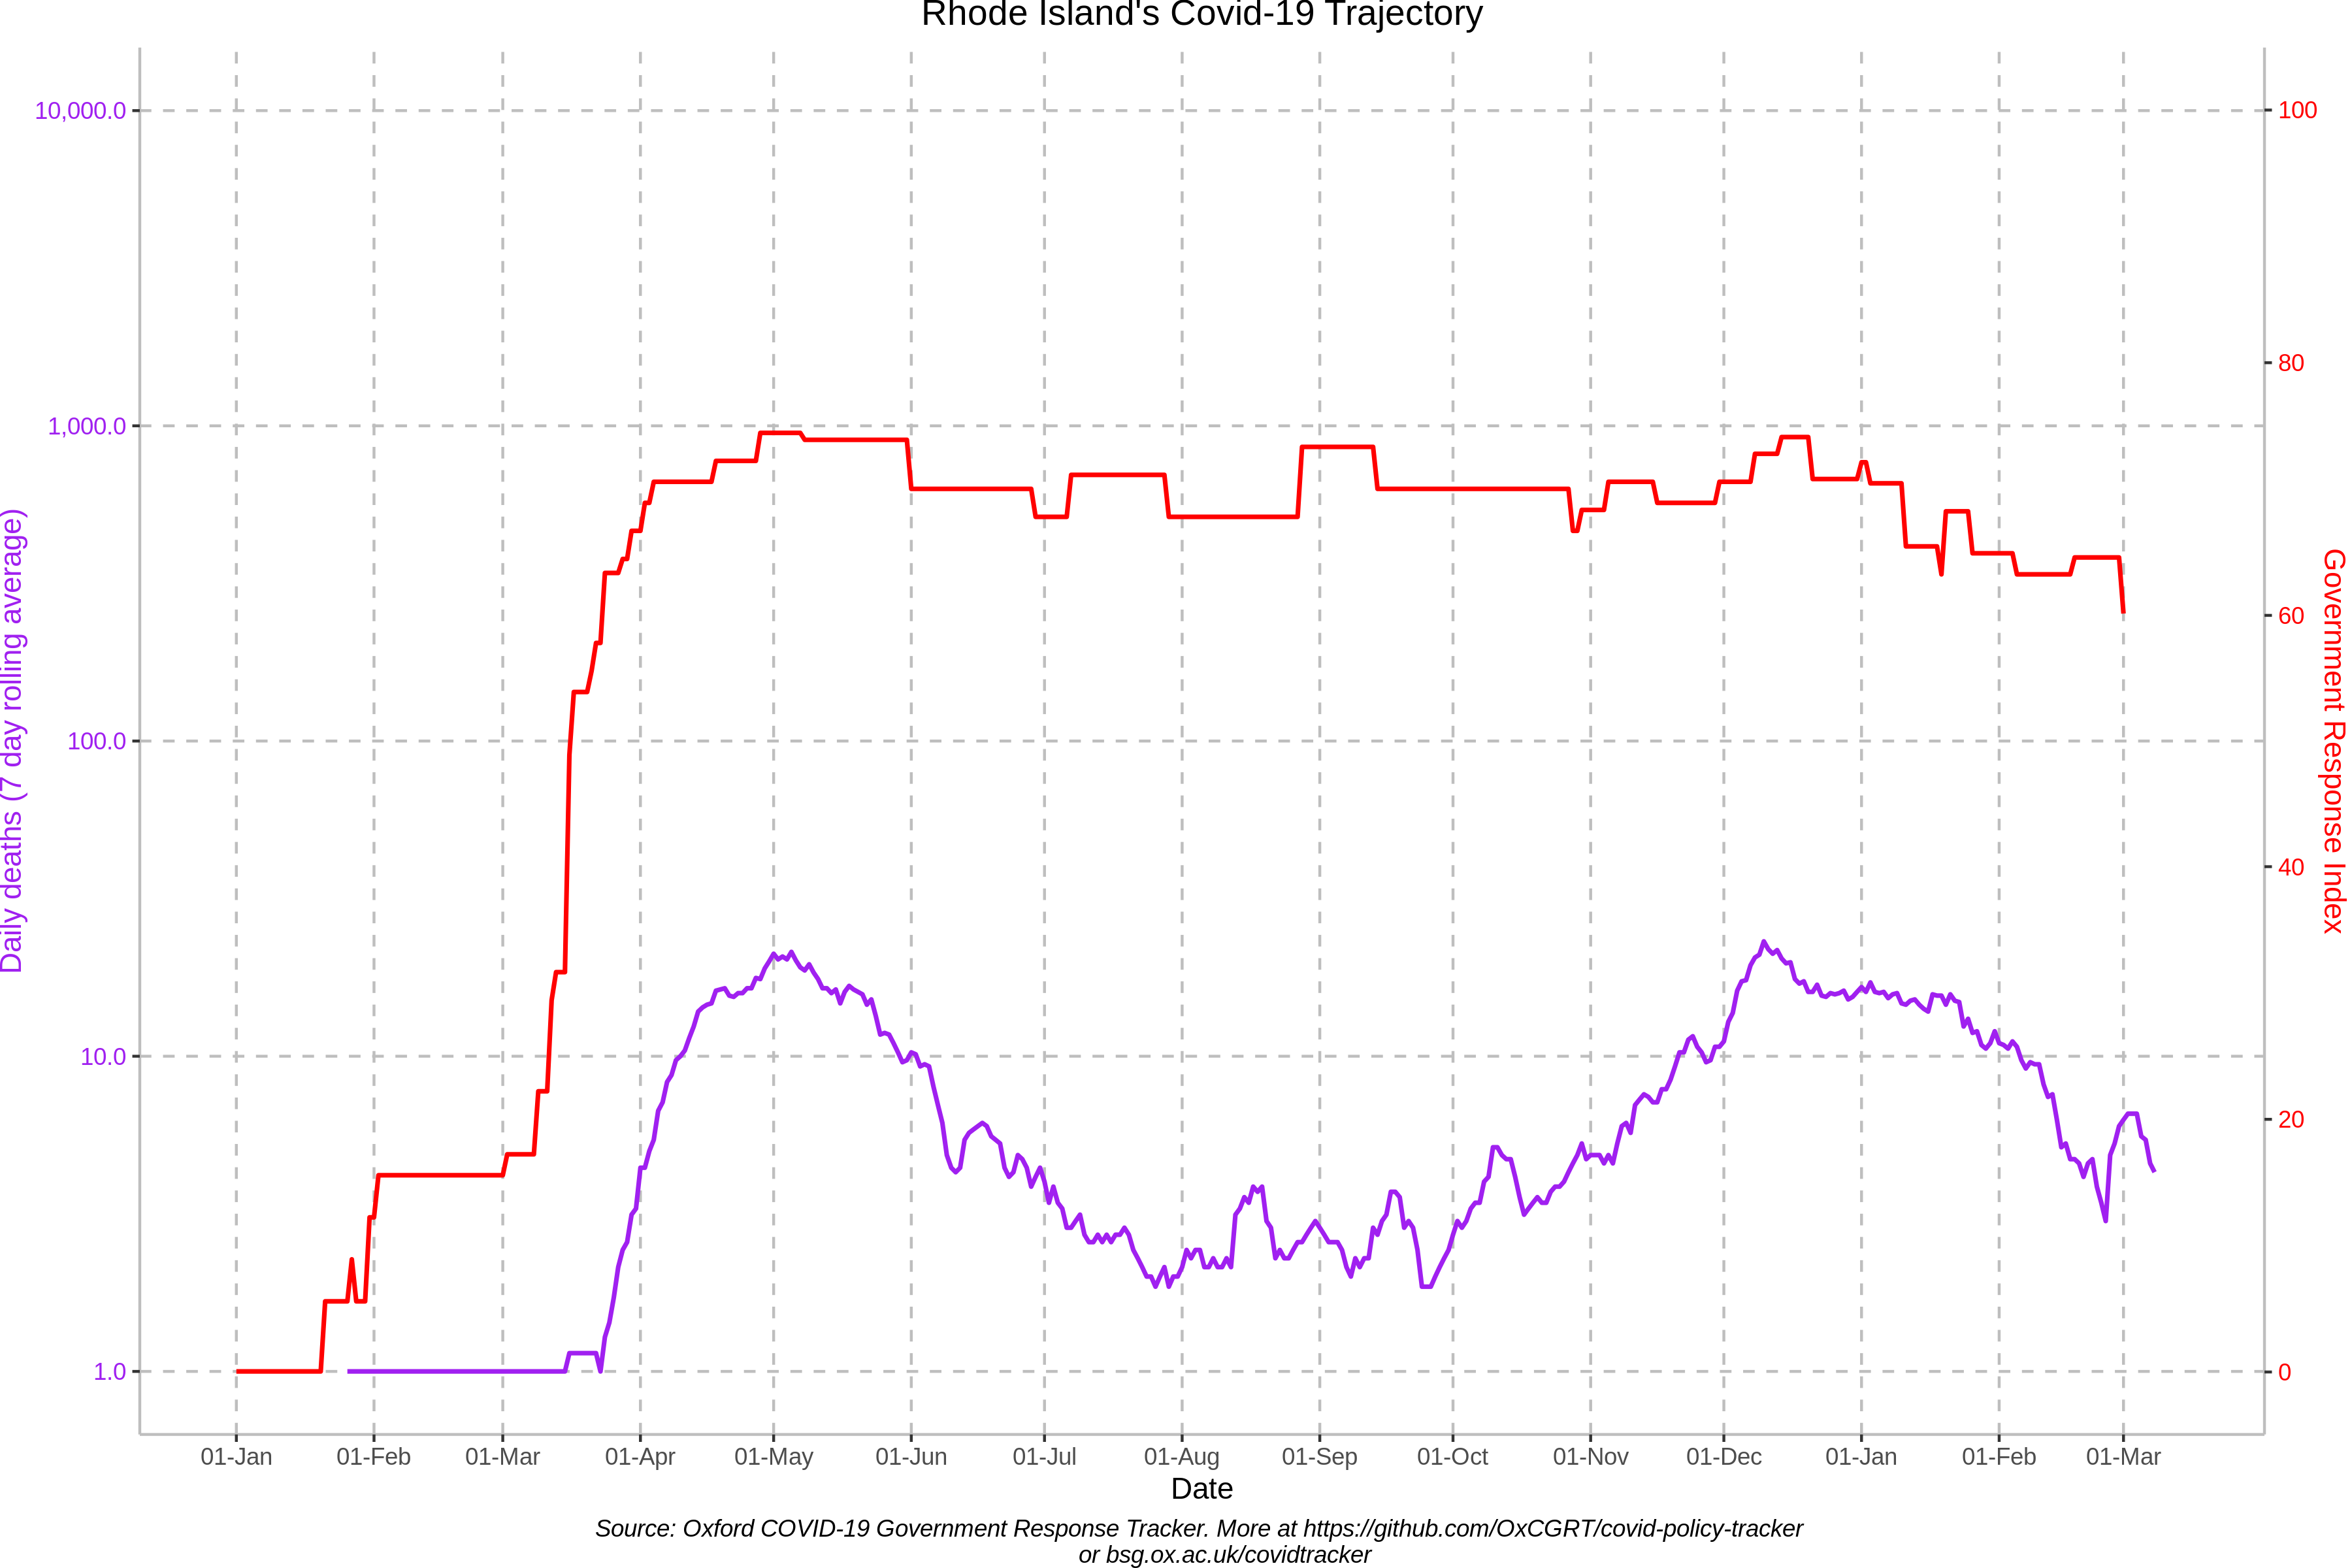 Rhode Island's Covid-19 Trajectory
10,000.0
1,000.0
100.0
10.0
1.0
Daily deaths (7 day rolling average)
100
80
60
40
20
0
Government Response Index
01-Jan
01-Feb
01-Mar
01-Apr
01-May
01-Jun
01-Jul
01-Aug
01-Sep
01-Oct
01-Nov
01-Dec
01-Jan
01-Feb
01-Mar
Date
Source: Oxford COVID-19 Government Response Tracker. More at https://github.com/OxCGRT/covid-policy-tracker
or bsg.ox.ac.uk/covidtracker